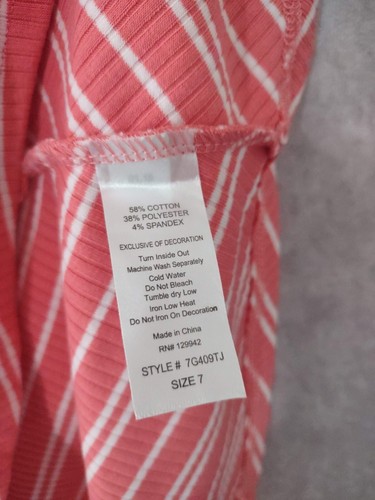 58% COTTON
38% POLYESTER
4% SPANDEX
EXCLUSIVE OF DECORATION
Turn Inside Out
Machine Wash Separately
Cold Water
Do Not Bleach
Tumble dry Low
Iron Low Heat
Do Not Iron On Decoration
Made in China
RN# 129942
STYLE # 7G409TJ
SIZE 7